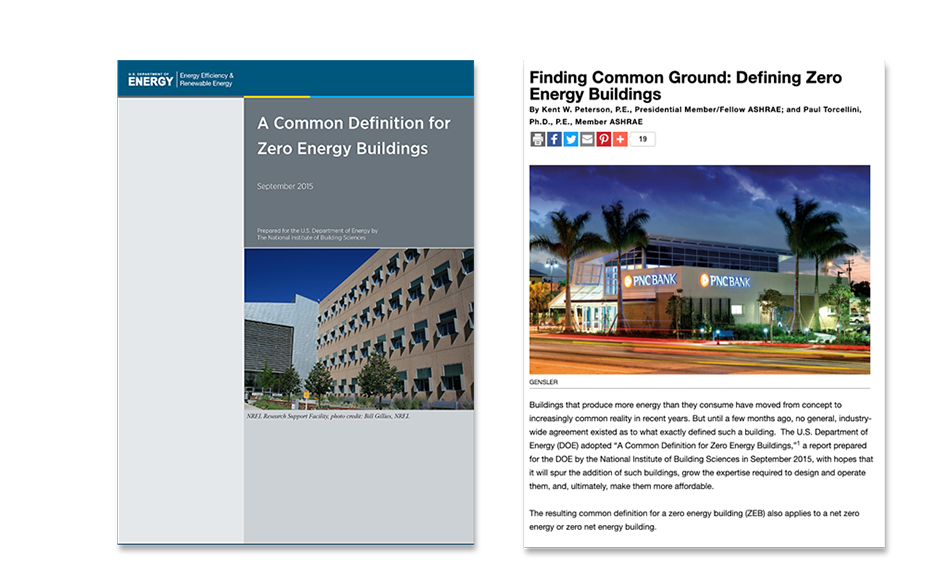 U.S. DEPARTMENT OF
ENERGY
Energy Efficiency &
Renewable Energy
A Common Definition for
Zero Energy Buildings
September 2015
Prepared for the U.S. Department of Energy by
The National Institute of Building Sciences
NREL Research Support Facility, photo credit: Bill Gillies, NREL
Finding Common Ground: Defining Zero
Energy Buildings
By Kent W. Peterson, P.E., Presidential Member/Fellow ASHRAE; and Paul Torcellini,
Ph.D., P.E., Member ASHRAE
19
PNC BANK
PNC BANK
GENSLER
Buildings that produce more energy than they consume have moved from concept to
increasingly common reality in recent years. But until a few months ago, no general, industry-
wide agreement existed as to what exactly defined such a building. The U.S. Department of
Energy (DOE) adopted “A Common Definition for Zero Energy Buildings,”1 a report prepared
for the DOE by the National Institute of Building Sciences in September 2015, with hopes that
it will spur the addition of such buildings, grow the expertise required to design and operate
them, and, ultimately, make them more affordable.
The resulting common definition for a zero energy building (ZEB) also applies to a net zero
energy or zero net energy building.